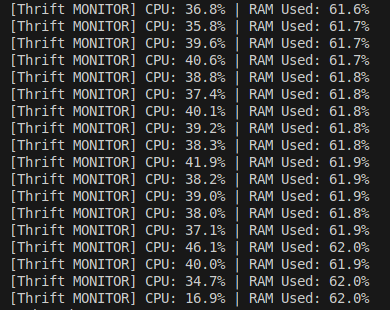 [Thrift MONITOR] CPU: 36.8% | RAM Used: 61.6%
[Thrift MONITOR] CPU: 35.8% | RAM Used: 61.7%
[Thrift MONITOR] CPU: 39.6% | RAM Used: 61.7%
[Thrift MONITOR] CPU: 40.6% | RAM Used: 61.7%
[Thrift MONITOR] CPU: 38.8% | RAM Used: 61.8%
[Thrift MONITOR] CPU: 37.4% | RAM Used: 61.8%
[Thrift MONITOR] CPU: 40.1% | RAM Used: 61.8%
[Thrift MONITOR] CPU: 39.2% | RAM Used: 61.8%
[Thrift MONITOR] CPU: 38.3% | RAM Used: 61.8%
[Thrift MONITOR] CPU: 41.9% | RAM Used: 61.9%
[Thrift MONITOR] CPU: 38.2% | RAM Used: 61.9%
[Thrift MONITOR] CPU: 39.0% | RAM Used: 61.9%
[Thrift MONITOR] CPU: 38.0% | RAM Used: 61.8%
[Thrift MONITOR] CPU: 37.1% | RAM Used: 61.9%
[Thrift MONITOR] CPU: 46.1% | RAM Used: 62.0%
[Thrift MONITOR] CPU: 40.0% | RAM Used: 61.9%
[Thrift MONITOR] CPU: 34.7% | RAM Used: 62.0%
[Thrift MONITOR] CPU: 16.9% | RAM Used: 62.0%